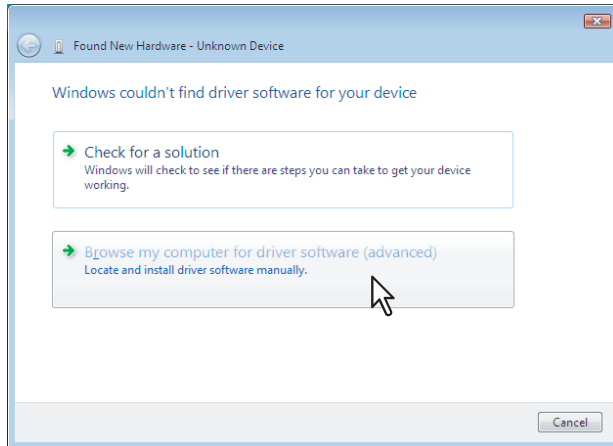 Found New Hardware - Unknown Device
Windows couldn't find driver software for your device
Check for a solution
Windows will check to see if there are steps you can take to get your device
working.
Browse my computer for driver software (advanced)
Locate and install driver software manually.
Cancel